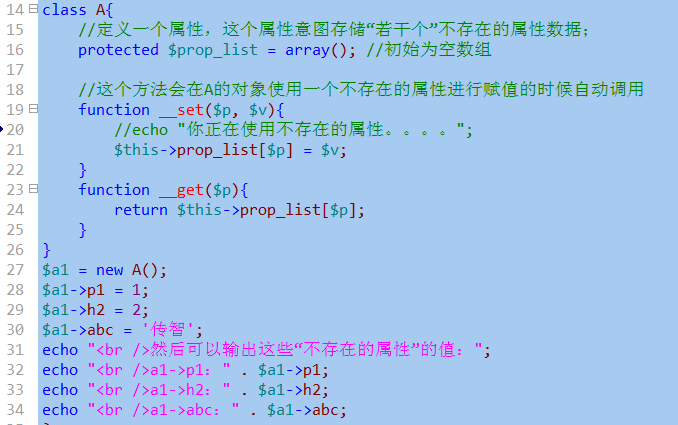 14 class A{
15 //定义一个属性，这个属性意图存储“若干个”不存在的属性数据；
16 protected $prop_list = array(); //初始为空数组
17
18 //这个方法会在A的对象使用一个不存在的属性进行赋值的时候自动调用
19 function __set($p, $v){
20 //echo "你正在使用不存在的属性。。。。";
21 $this->prop_list[$p] = $v;
22 }
23 function __get($p){
24 return $this->prop_list[$p];
25 }
26 }
27 $a1 = new A();
28 $a1->p1 = 1;
29 $a1->h2 = 2;
30 $a1->abc = '传智';
31 echo "<br />然后可以输出这些“不存在的属性”的值：";
32 echo "<br />a1->p1：" . $a1->p1;
33 echo "<br />a1->h2：" . $a1->h2;
34 echo "<br />a1->abc：" . $a1->abc;